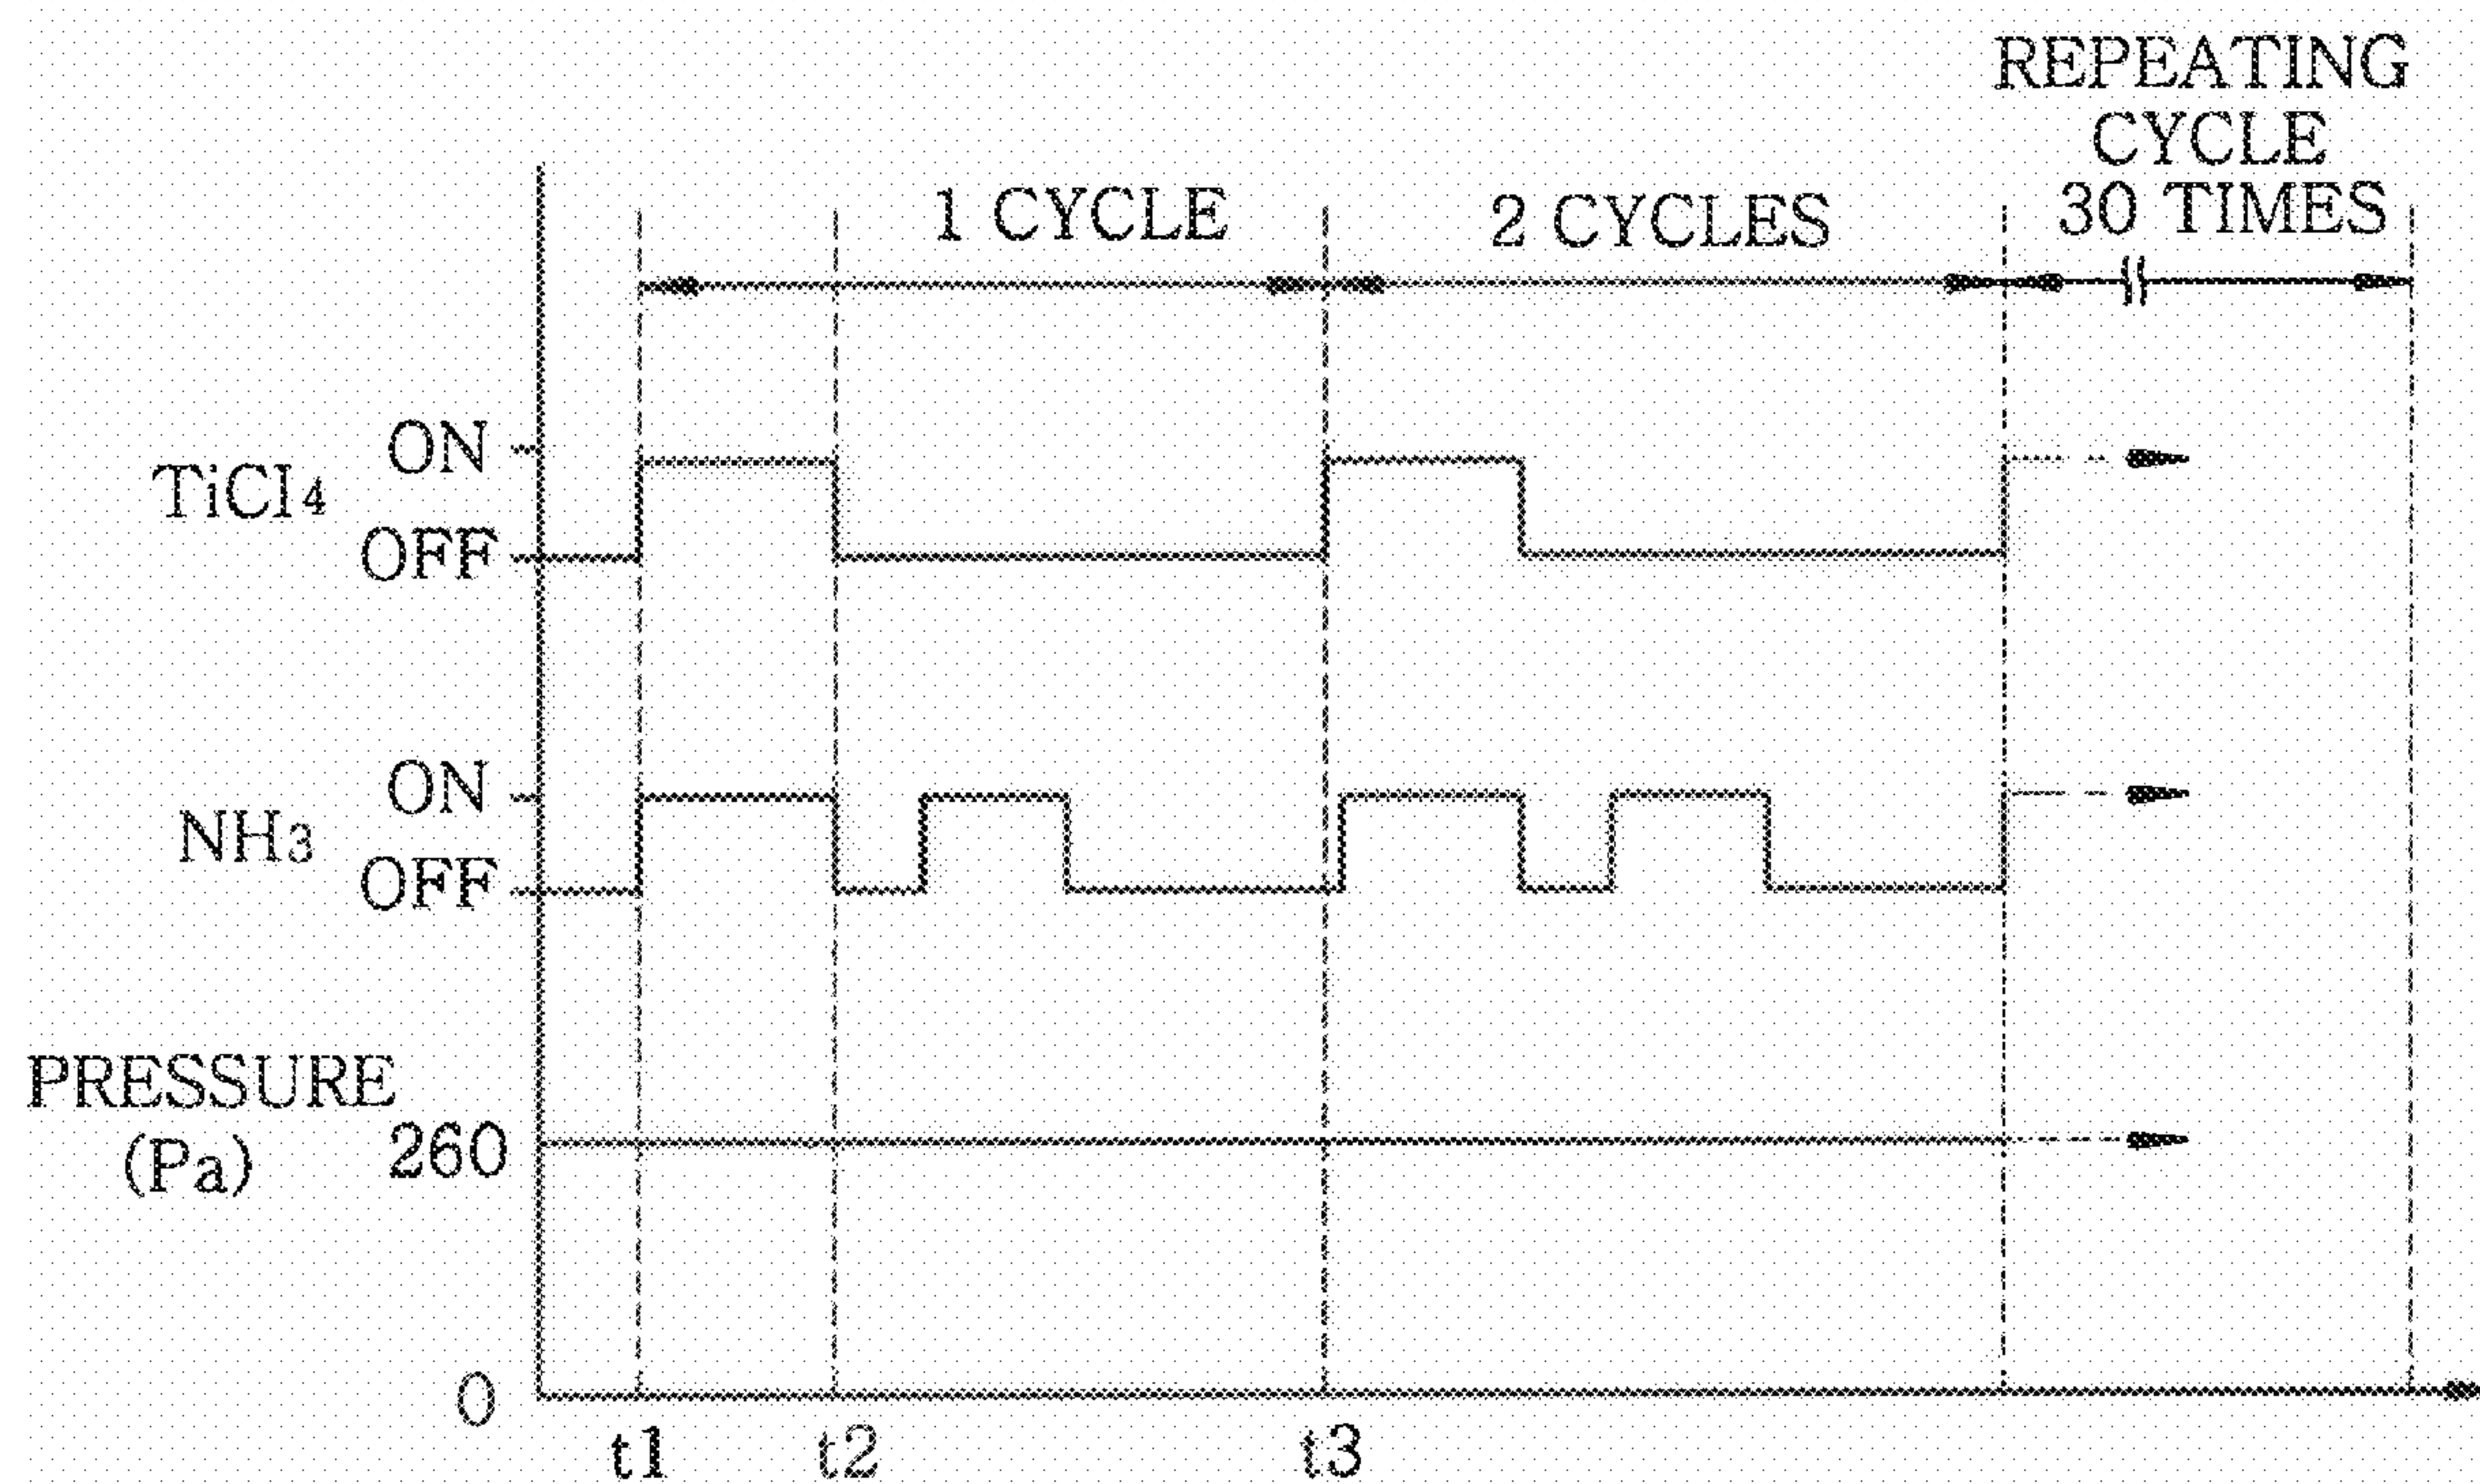 REPEATING
CYCLE
30 TIMES
1 CYCLE
2 CYCLES
ON
TiCl4
OFF
ON
NH3
OFF
PRESSURE
(Pa)
260
0
t1
t2
t3